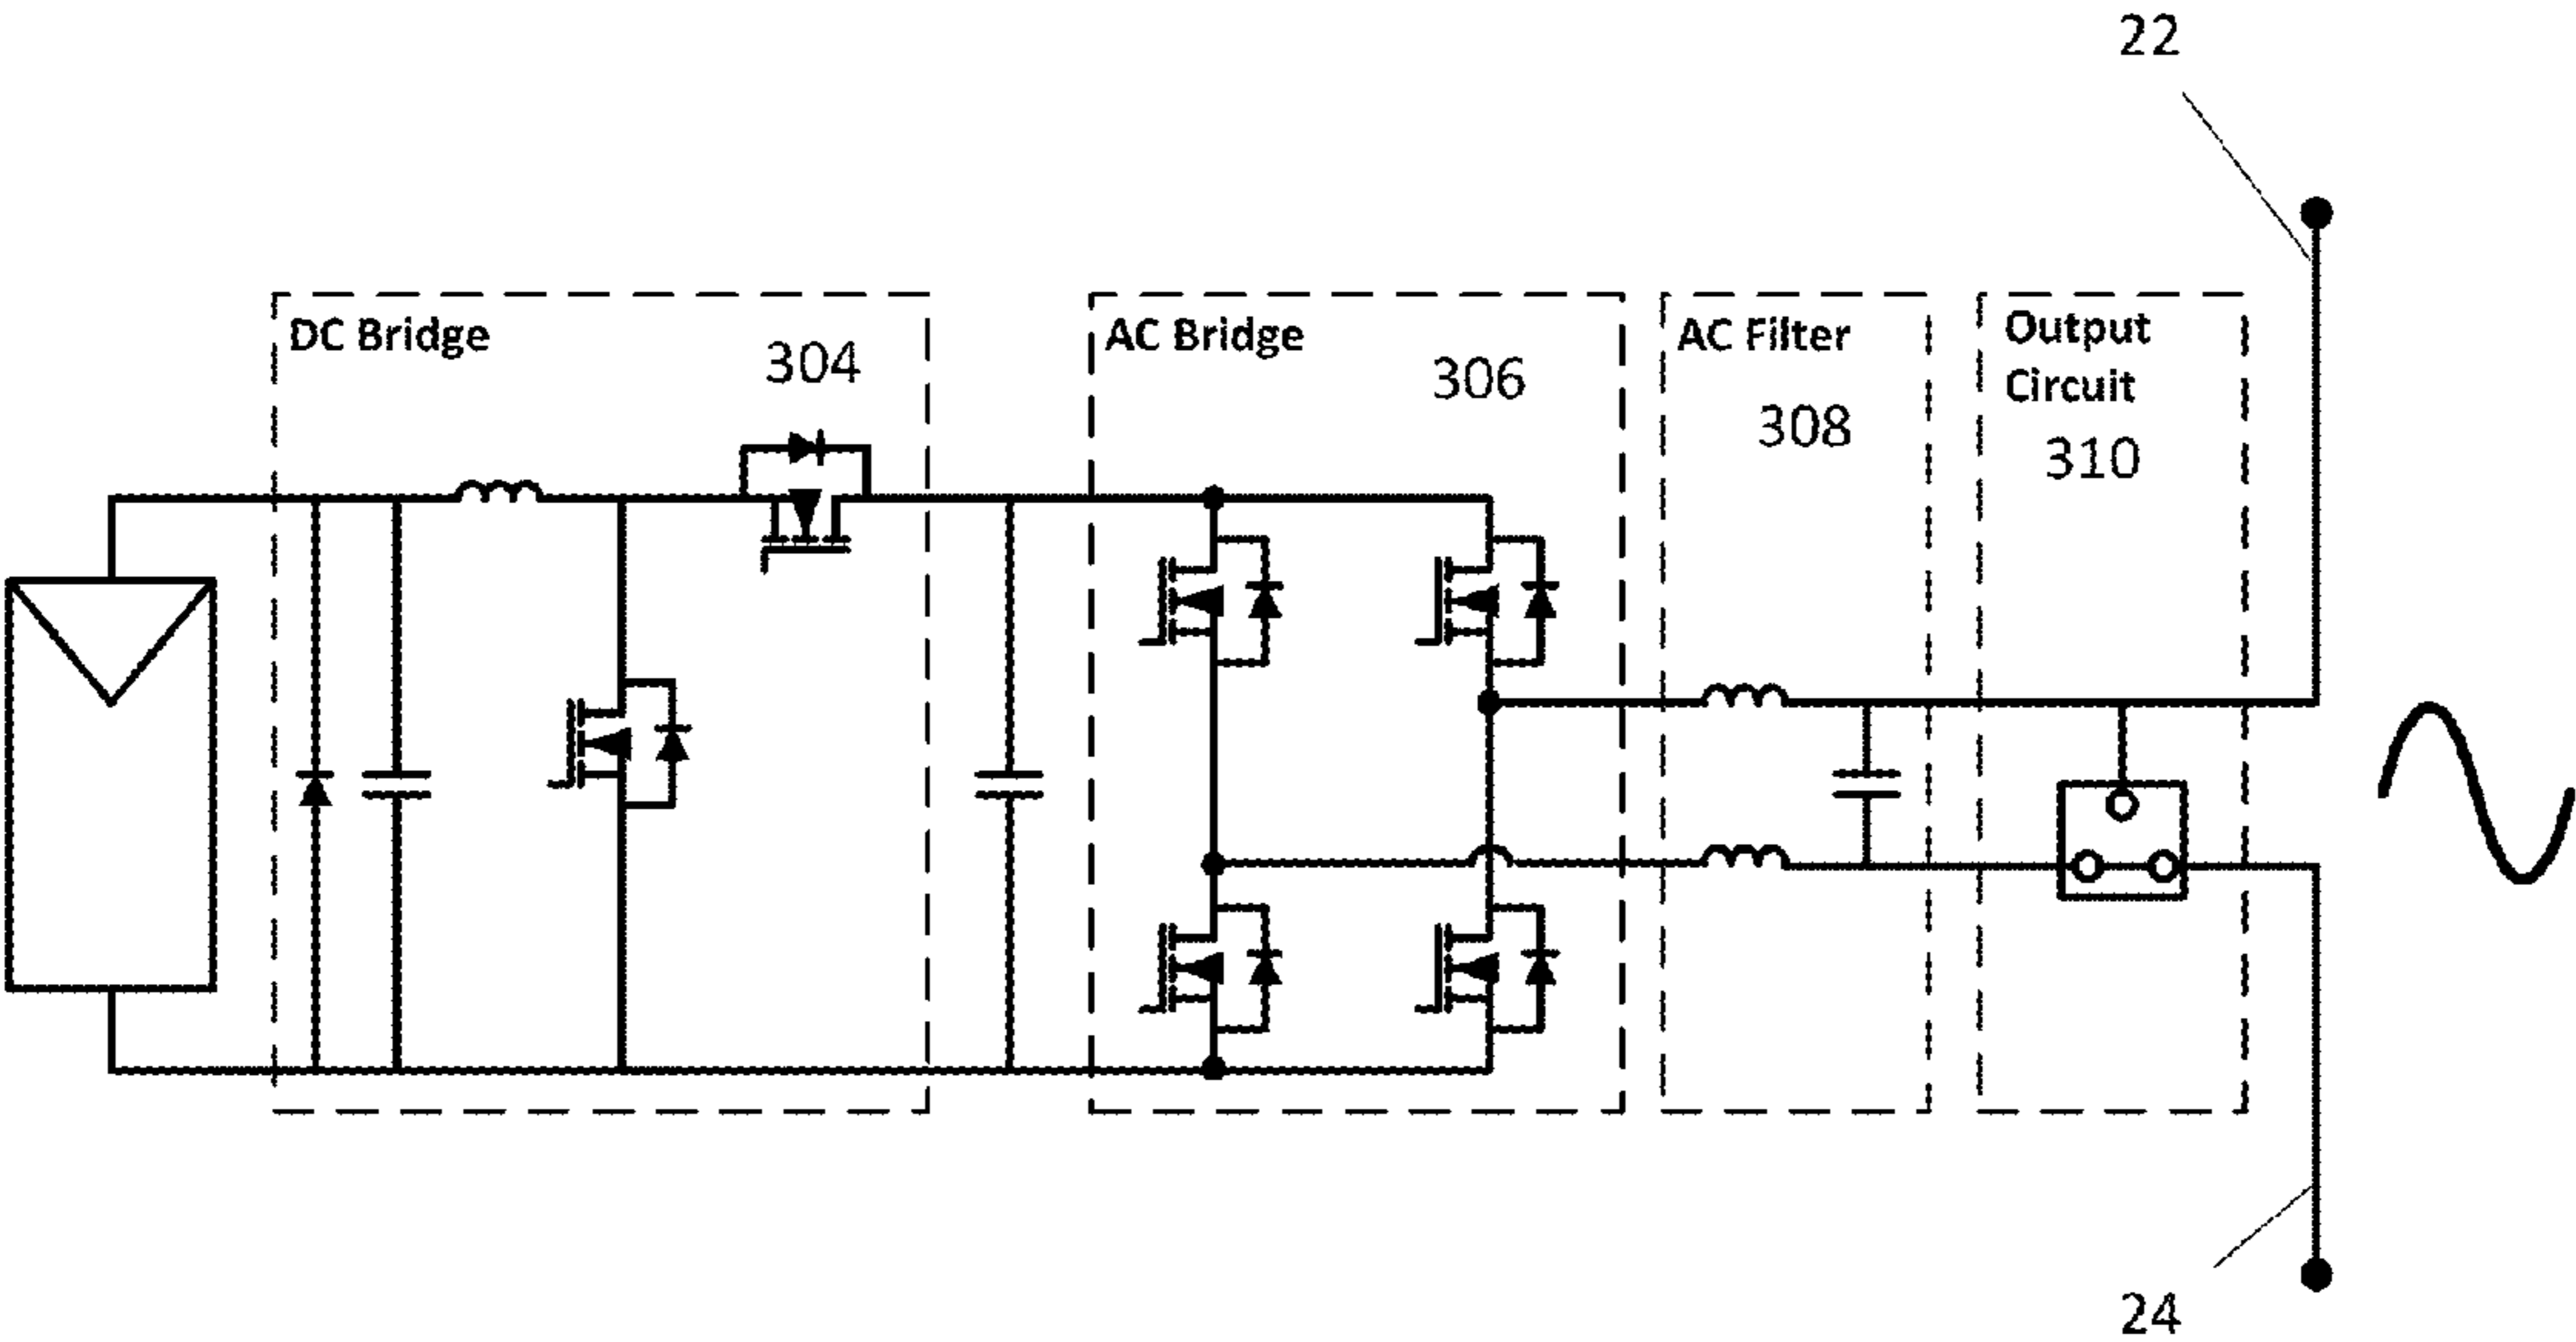 22
DC Bridge
304
AC Bridge
306
AC Filter
308
Output
Circuit
310
24